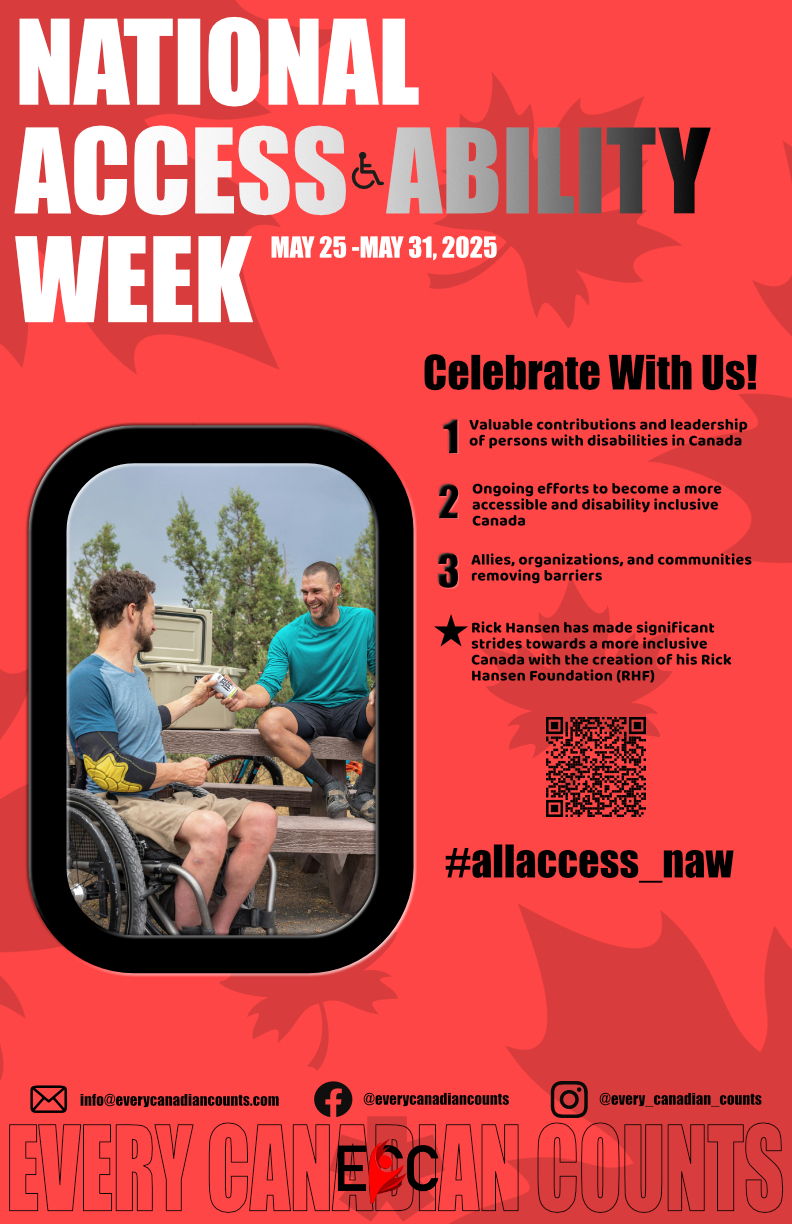 NATIONAL
ACCESS ABILITY
WEEK
MAY 25 -MAY 31, 2025
Celebrate With Us!
1 Valuable contributions and leadership
of persons with disabilities in Canada
2 Ongoing efforts to become a more
accessible and disability inclusive
Canada
3 Allies, organizations, and communities
removing barriers
Rick Hansen has made significant
strides towards a more inclusive
Canada with the creation of his Rick
Hansen Foundation (RHF)
#allaccess_naw
info@everycanadiancounts.com
@everycanadiancounts
@every_canadian_counts
EVERY CANADIAN COUNTS
ECC